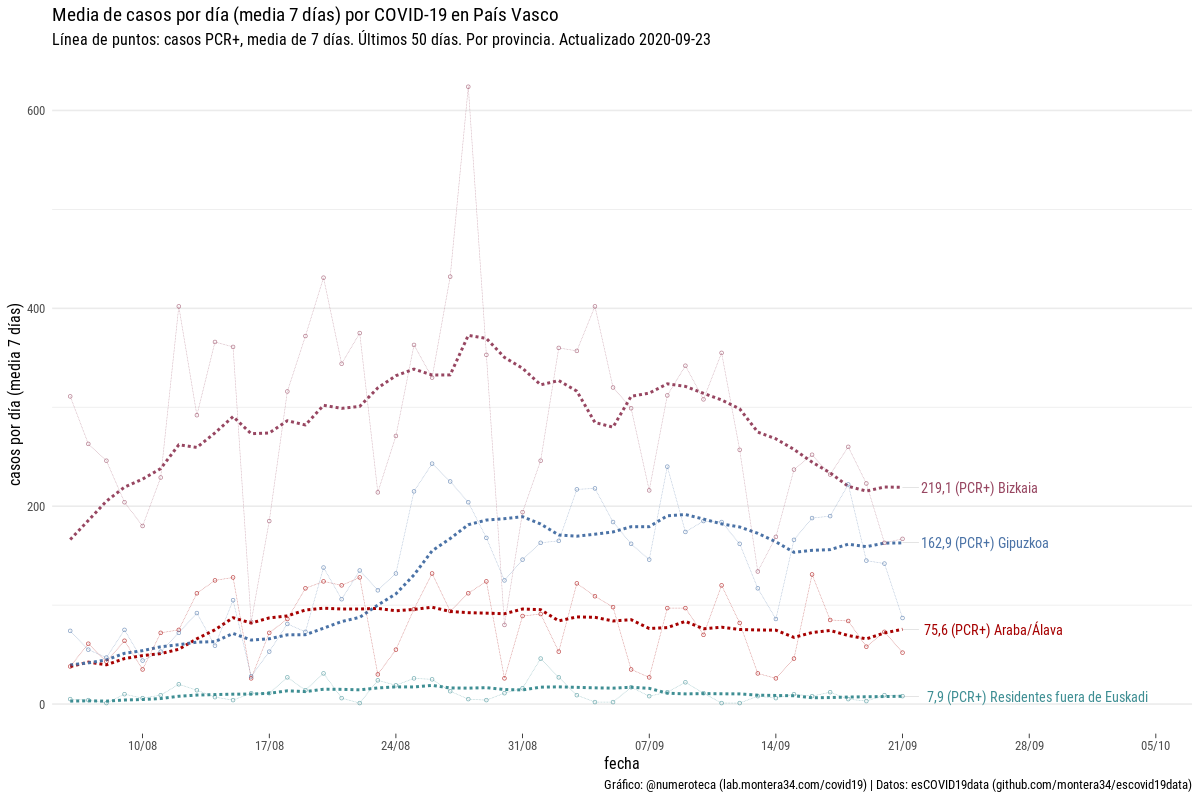 Media de casos por día (media 7 días) por COVID-19 en País Vasco
Línea de puntos: casos PCR+, media de 7 días. Últimos 50 días. Por provincia. Actualizado 2020-09-23
casos por día (media 7 días)
600
400
200
0
219,1 (PCR+) Bizkaia
162,9 (PCR+) Gipuzkoa
75,6 (PCR+) Araba/Álava
7,9 (PCR+) Residentes fuera de Euskadi
10/08 17/08 24/08 31/08 07/09 14/09 21/09 28/09 05/10
fecha
Gráfico: @numeroteca (lab.montera34.com/covid19) | Datos: esCOVID19data (github.com/montera34/escovid19data)